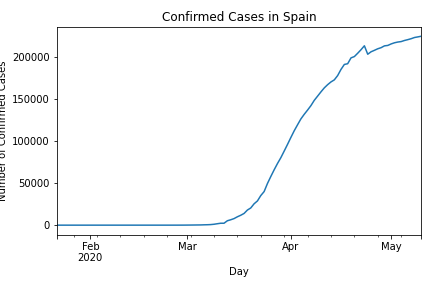 Confirmed Cases in Spain
Number of Confirmed Cases
200000
150000
100000
50000
0
Feb
2020
Mar
Apr
May
Day